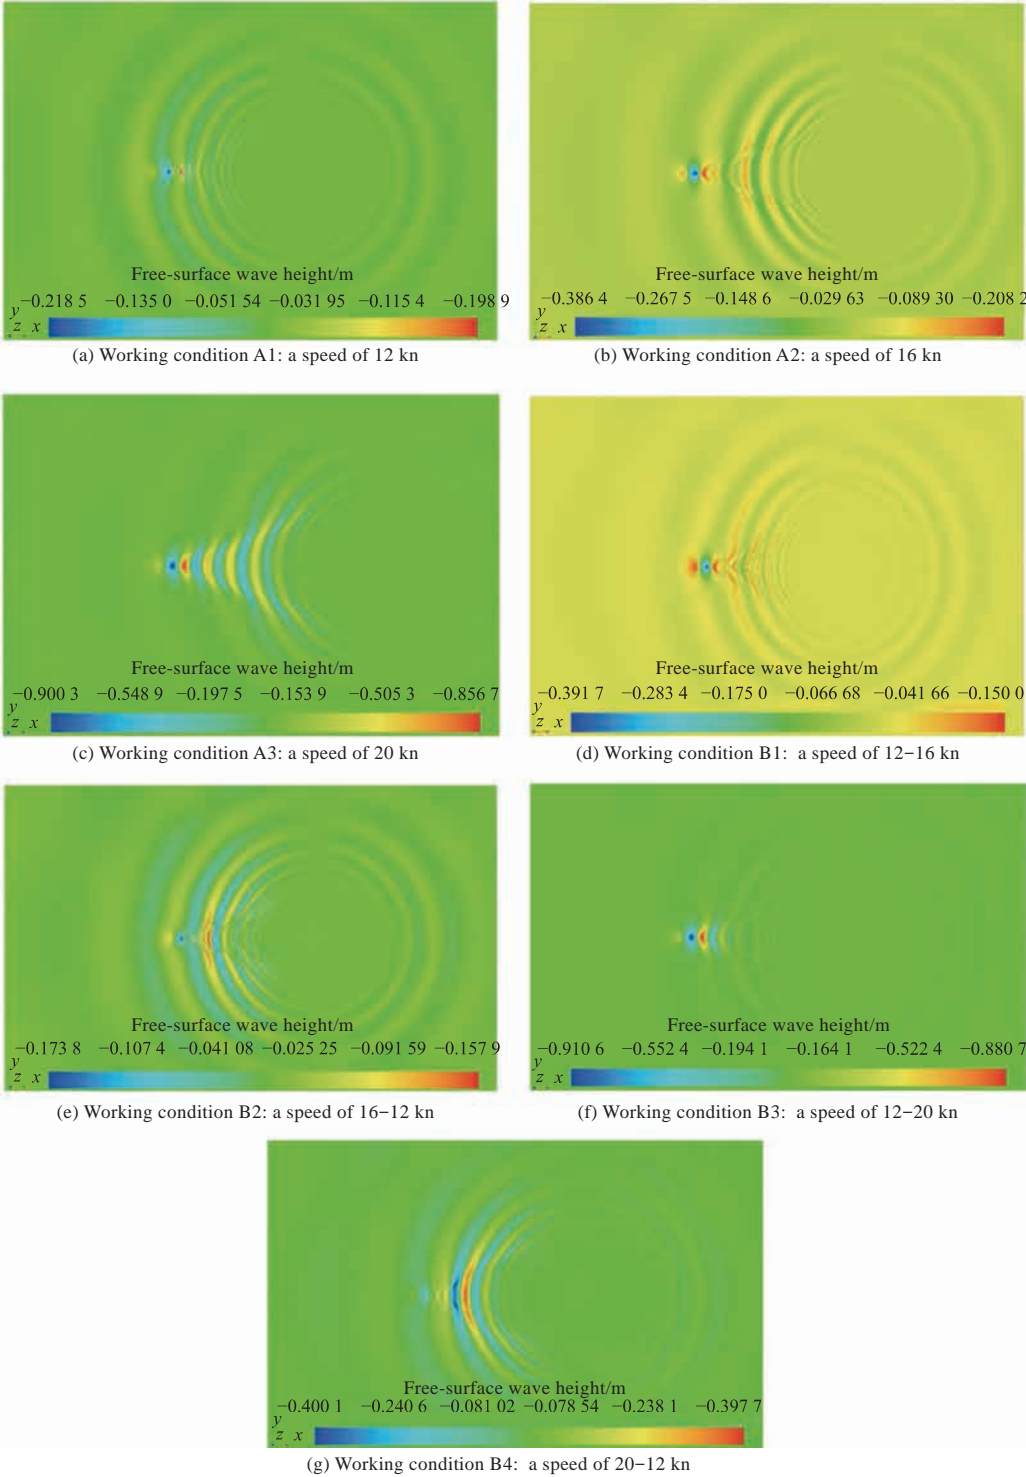 Free-surface wave height/m
−0.218 5 −0.135 0 −0.051 54 −0.031 95 −0.115 4 −0.198 9
y
z x
(a) Working condition A1: a speed of 12 kn
Free-surface wave height/m
−0.386 4 −0.267 5 −0.148 6 −0.029 63 −0.089 30 −0.208 2
y
z x
(b) Working condition A2: a speed of 16 kn
Free-surface wave height/m
−0.900 3 −0.548 9 −0.197 5 −0.153 9 −0.505 3 −0.856 7
y
z x
(c) Working condition A3: a speed of 20 kn
Free-surface wave height/m
−0.391 7 −0.283 4 −0.175 0 −0.066 68 −0.041 66 −0.150 0
y
z x
(d) Working condition B1: a speed of 12−16 kn
Free-surface wave height/m
−0.173 8 −0.107 4 −0.041 08 −0.025 25 −0.091 59 −0.157 9
y
z x
(e) Working condition B2: a speed of 16−12 kn
Free-surface wave height/m
−0.910 6 −0.552 4 −0.194 1 −0.164 1 −0.522 4 −0.880 7
y
z x
(f) Working condition B3: a speed of 12−20 kn
Free-surface wave height/m
−0.400 1 −0.240 6 −0.081 02 −0.078 54 −0.238 1 −0.397 7
y
z x
(g) Working condition B4: a speed of 20−12 kn